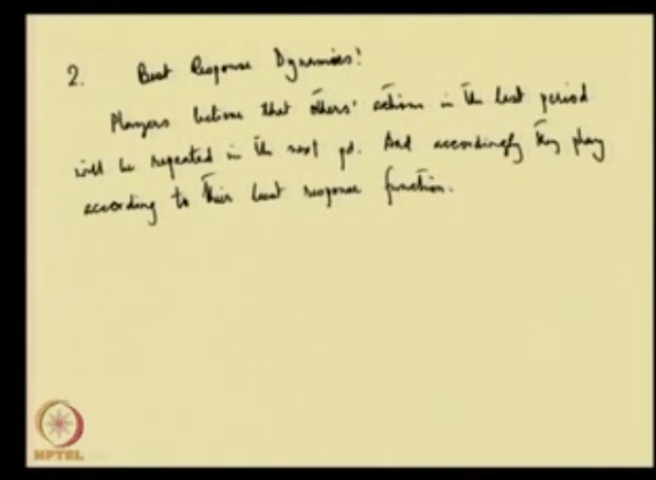 2. Best Response Dynamics:
Players believe that others' actions in the last period
will be repeated in the next pd. And accordingly they play
according to their best response function.
NPTEL